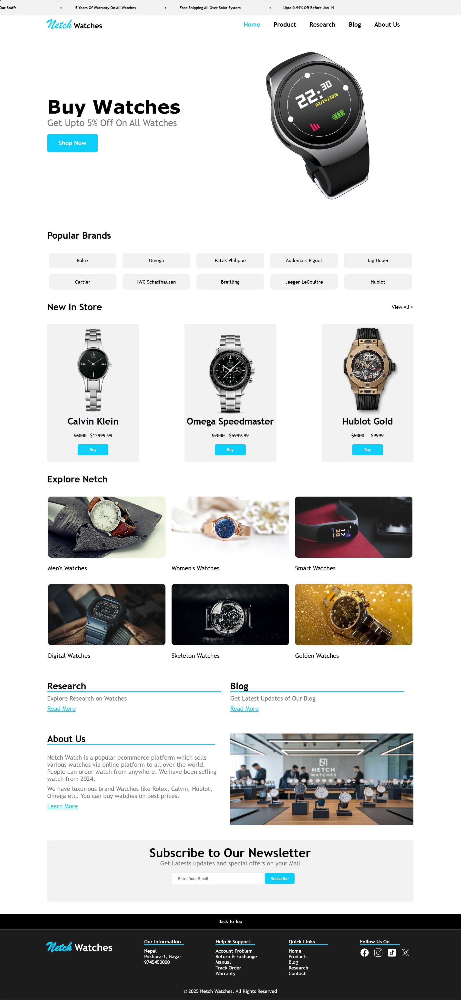 Our Staffs • 5 Years Of Warranty On All Watches • Free Shipping All Over Solar System • Upto 0.99% Off Before Jan 19
Netch Watches
Home Product Research Blog About Us
22:30
02/24/2016
Buy Watches
Get Upto 5% Off On All Watches
Shop Now
Popular Brands
Rolex Omega Patek Philippe Audemars Piguet Tag Heuer
Cartier IWC Schaffhausen Breitling Jaeger-LeCoultre Hublot
New In Store View All >
ck
OMEGA
Calvin Klein
$6000 $12999.99
Buy
Omega Speedmaster
$2000 $5999.99
Buy
Hublot Gold
$5000 $9999
Buy
Explore Netch
12
20
Men's Watches Women's Watches Smart Watches
7:37
Digital Watches Skeleton Watches Golden Watches
Research
Explore Research on Watches
Read More
Blog
Get Latest Updates of Our Blog
Read More
About Us
Netch Watch is a popular ecommerce platform which sells
various watches via online platform to all over the world.
People can order watch from anywhere. We have been selling
watch from 2024.
We have luxurious brand Watches like Rolex, Calvin, Hublot,
Omega etc. You can buy watches on best prices.
Learn More
NETCH
WATCHES
Subscribe to Our Newsletter
Get Latests updates and special offers on your Mail
Enter Your Email Subscribe
Back To Top
Netch Watches
Our Information
Nepal
Pokhara-1, Bagar
9745450000
Help & Support
Account Problem
Return & Exchange
Manual
Track Order
Warranty
Quick Links
Home
Products
Blog
Research
Contact
Follow Us On
© 2025 Netch Watches. All Rights Reserved